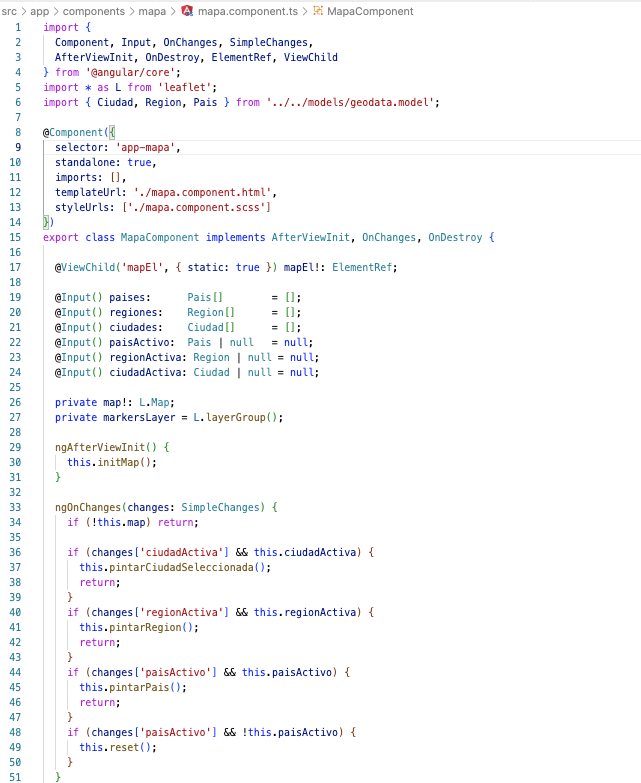 src > app > components > mapa > mapa.component.ts > MapaComponent
1 import {
2   Component, Input, OnChanges, SimpleChanges,
3   AfterViewInit, OnDestroy, ElementRef, ViewChild
4 } from '@angular/core';
5 import * as L from 'leaflet';
6 import { Ciudad, Region, Pais } from '../../models/geodata.model';
7
8 @Component({
9   selector: 'app-mapa',
10   standalone: true,
11   imports: [],
12   templateUrl: './mapa.component.html',
13   styleUrls: ['./mapa.component.scss']
14 })
15 export class MapaComponent implements AfterViewInit, OnChanges, OnDestroy {
16
17   @ViewChild('mapEl', { static: true }) mapEl!: ElementRef;
18
19   @Input() paises:      Pais[]        = [];
20   @Input() regiones:    Region[]      = [];
21   @Input() ciudades:    Ciudad[]      = [];
22   @Input() paisActivo:  Pais | null   = null;
23   @Input() regionActiva: Region | null = null;
24   @Input() ciudadActiva: Ciudad | null = null;
25
26   private map!: L.Map;
27   private markersLayer = L.layerGroup();
28
29   ngAfterViewInit() {
30     this.initMap();
31   }
32
33   ngOnChanges(changes: SimpleChanges) {
34     if (!this.map) return;
35
36     if (changes['ciudadActiva'] && this.ciudadActiva) {
37       this.pintarCiudadSeleccionada();
38       return;
39     }
40     if (changes['regionActiva'] && this.regionActiva) {
41       this.pintarRegion();
42       return;
43     }
44     if (changes['paisActivo'] && this.paisActivo) {
45       this.pintarPais();
46       return;
47     }
48     if (changes['paisActivo'] && !this.paisActivo) {
49       this.reset();
50     }
51   }